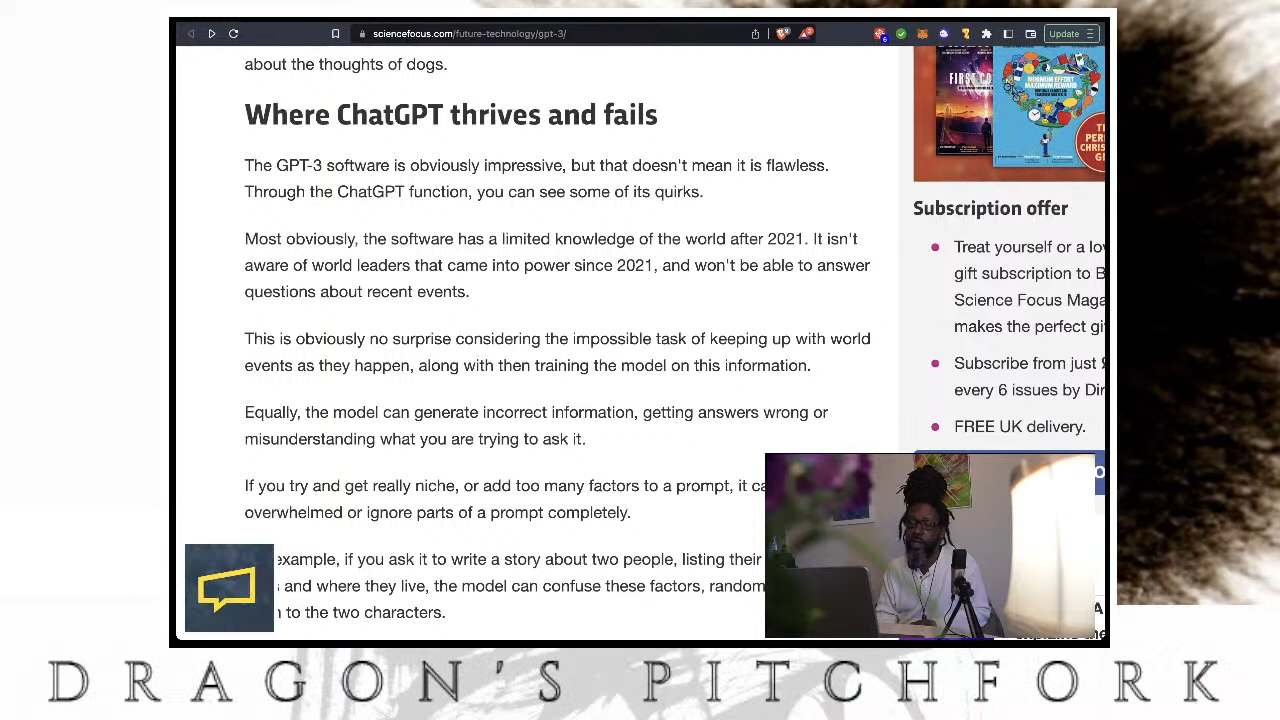 sciencefocus.com/future-technology/gpt-3/
6
Update
about the thoughts of dogs.
Where ChatGPT thrives and fails
The GPT-3 software is obviously impressive, but that doesn't mean it is flawless.
Through the ChatGPT function, you can see some of its quirks.
Most obviously, the software has a limited knowledge of the world after 2021. It isn't
aware of world leaders that came into power since 2021, and won't be able to answer
questions about recent events.
This is obviously no surprise considering the impossible task of keeping up with world
events as they happen, along with then training the model on this information.
Equally, the model can generate incorrect information, getting answers wrong or
misunderstanding what you are trying to ask it.
If you try and get really niche, or add too many factors to a prompt, it
overwhelmed or ignore parts of a prompt completely.
example, if you ask it to write a story about two people, listing their
and where they live, the model can confuse these factors,
to the two characters.
MINIMUM EFFORT
MAXIMUM REWARD
Subscription offer
Treat yourself or a
gift subscription to
Science Focus
makes the perfect
Subscribe from just
every 6 issues by
FREE UK delivery.
DRAGON'S PITCHFORK